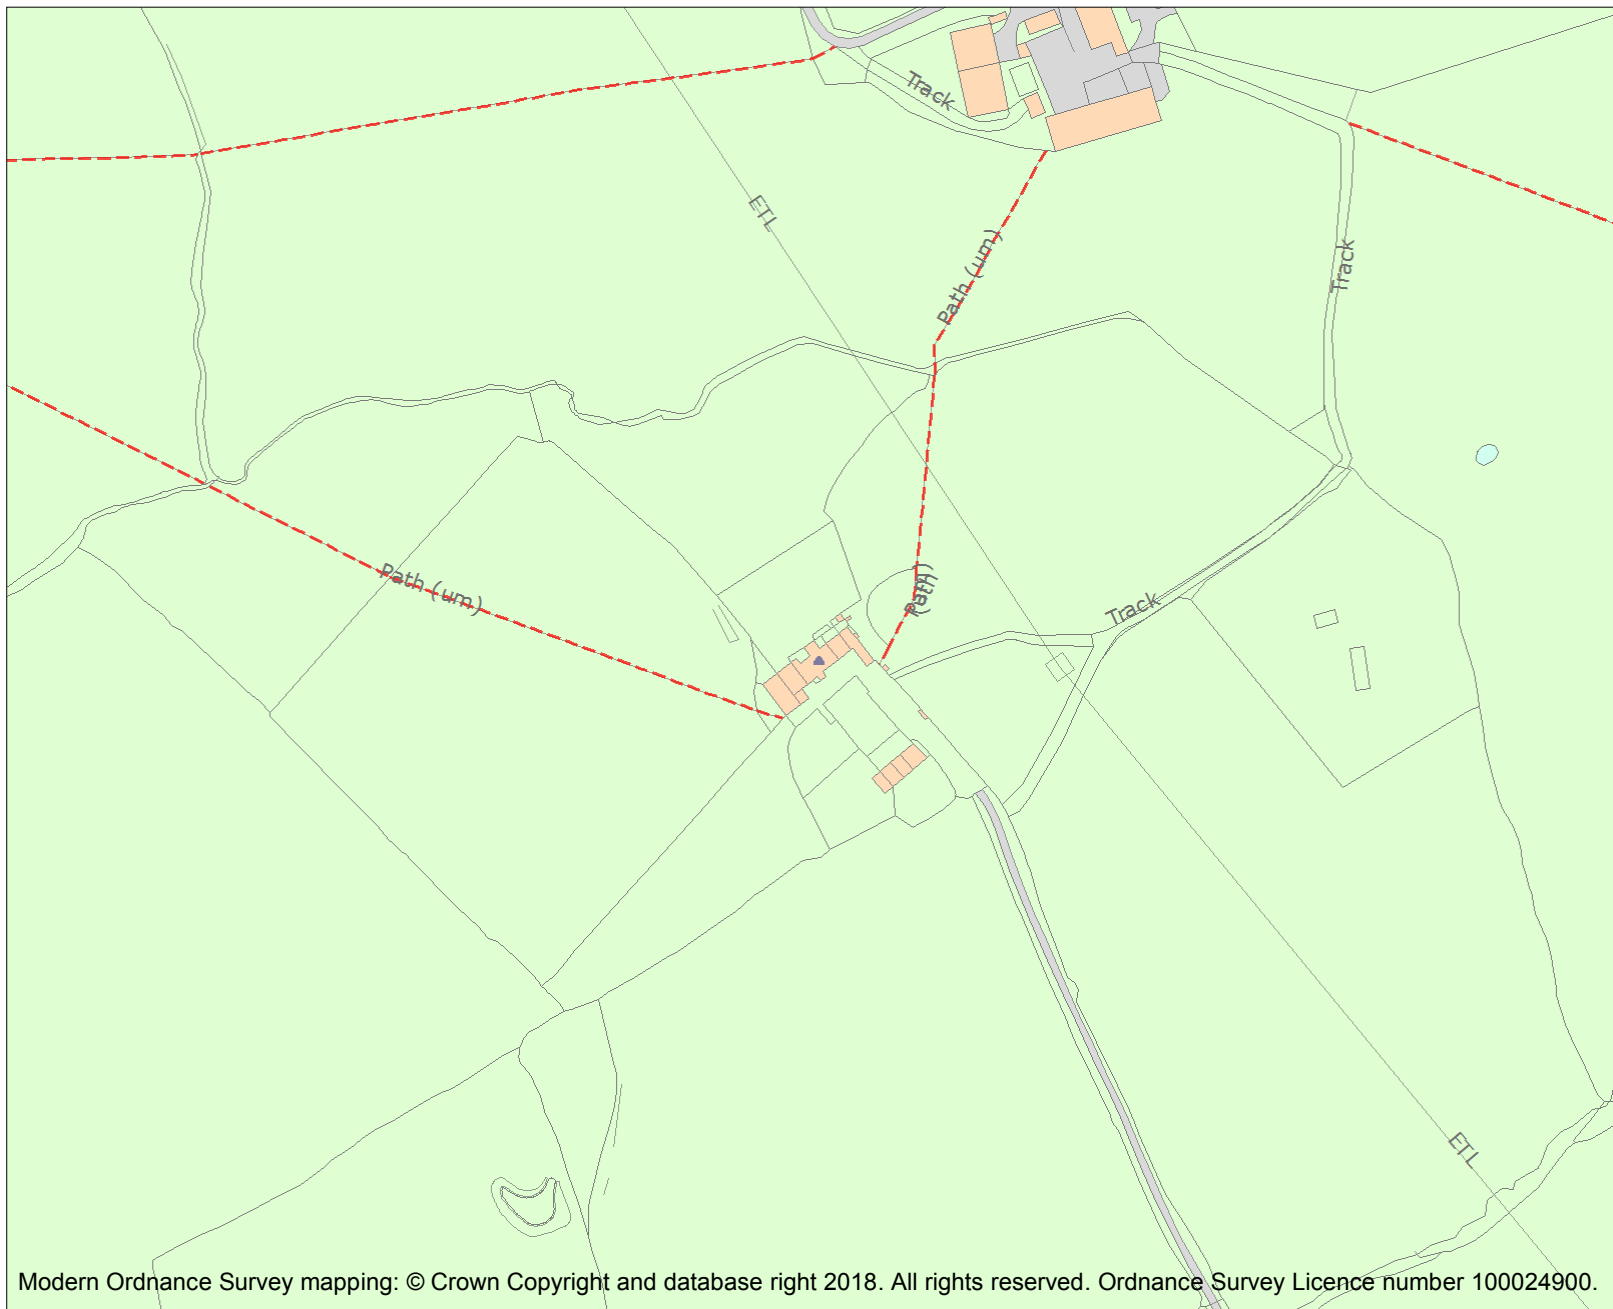 Track
ETL
Path (um)
Track
Path (um)
Path
(um)
Track
ETL
Modern Ordnance Survey mapping: © Crown Copyright and database right 2018. All rights reserved. Ordnance Survey Licence number 100024900.